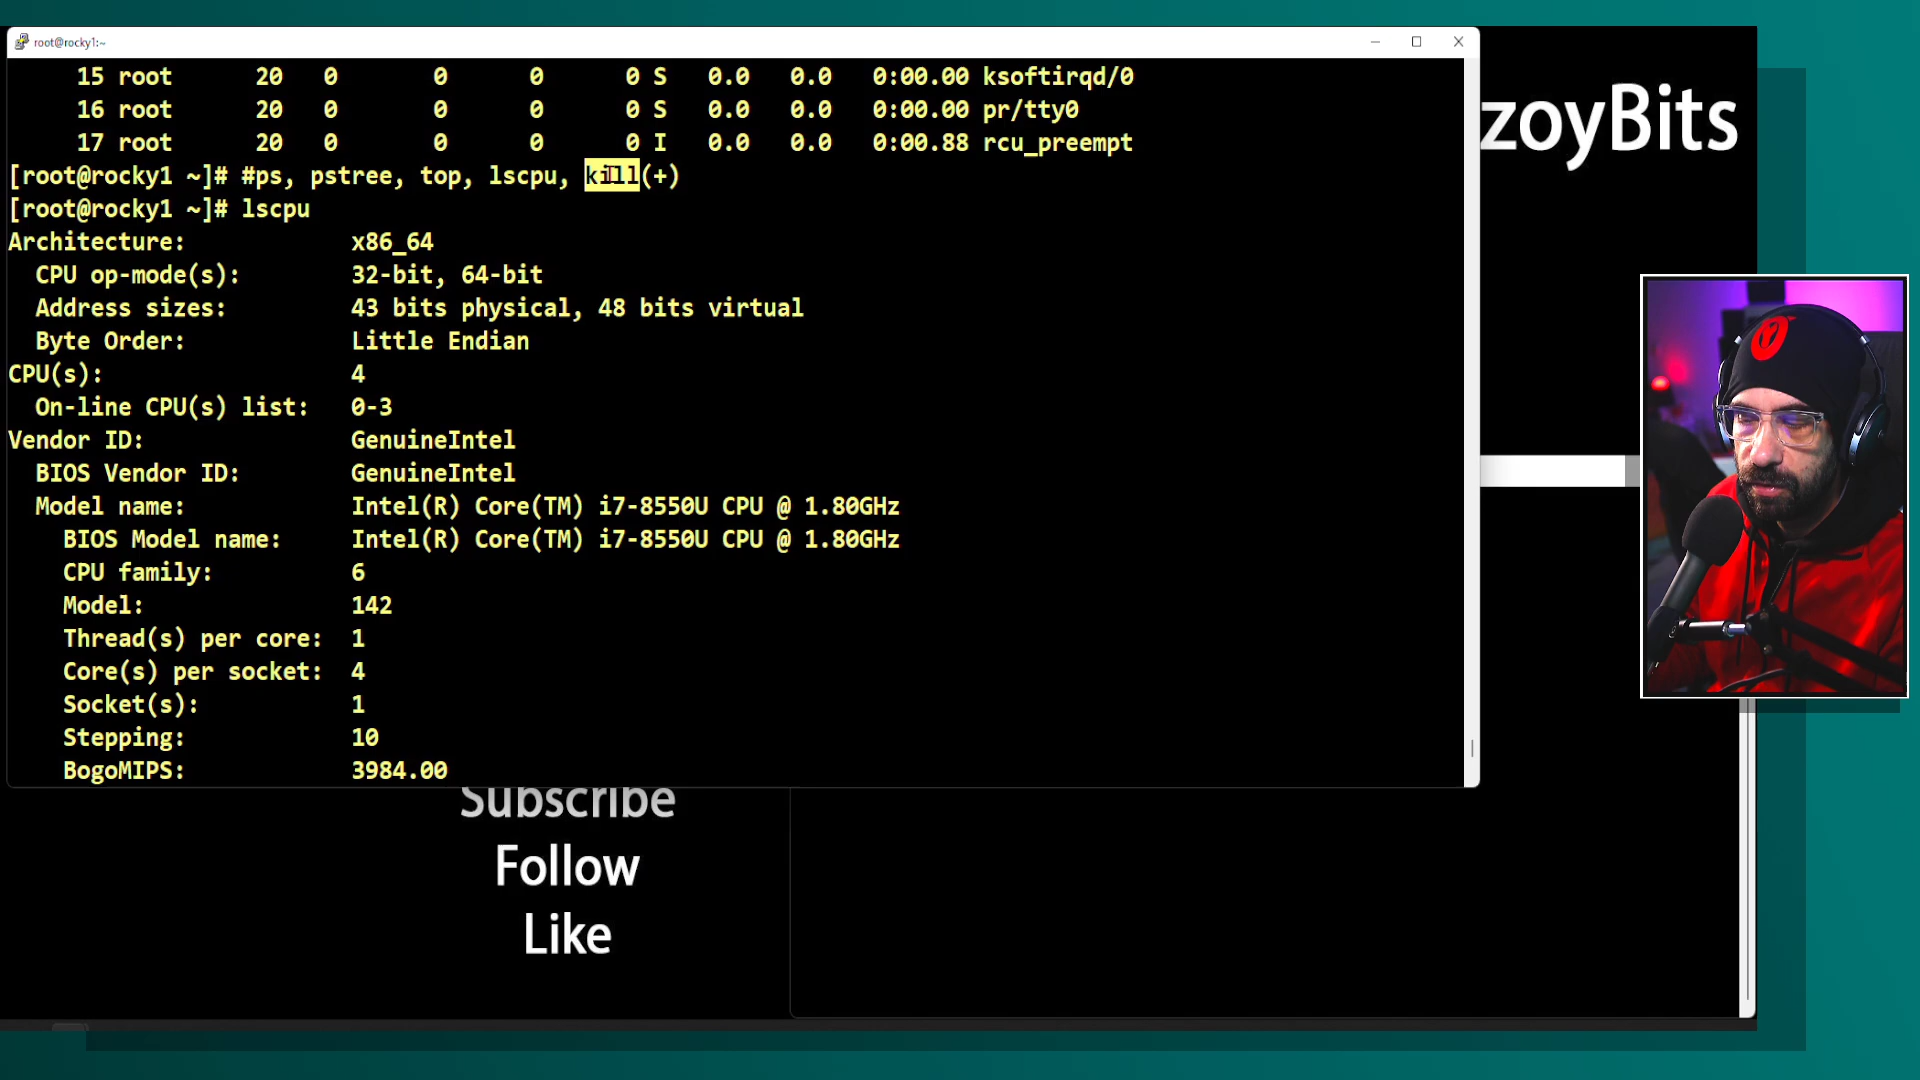 root@rocky1:~
15 root 20 0 0 0 0 S 0.0 0.0 0:00.00 ksoftirqd/0
16 root 20 0 0 0 0 S 0.0 0.0 0:00.00 pr/tty0
17 root 20 0 0 0 0 I 0.0 0.0 0:00.88 rcu_preempt
[root@rocky1 ~]# #ps, pstree, top, lscpu, kill(+)
[root@rocky1 ~]# lscpu
Architecture: x86_64
CPU op-mode(s): 32-bit, 64-bit
Address sizes: 43 bits physical, 48 bits virtual
Byte Order: Little Endian
CPU(s): 4
On-line CPU(s) list: 0-3
Vendor ID: GenuineIntel
BIOS Vendor ID: GenuineIntel
Model name: Intel(R) Core(TM) i7-8550U CPU @ 1.80GHz
BIOS Model name: Intel(R) Core(TM) i7-8550U CPU @ 1.80GHz
CPU family: 6
Model: 142
Thread(s) per core: 1
Core(s) per socket: 4
Socket(s): 1
Stepping: 10
BogoMIPS: 3984.00
zoyBits
Subscribe
Follow
Like